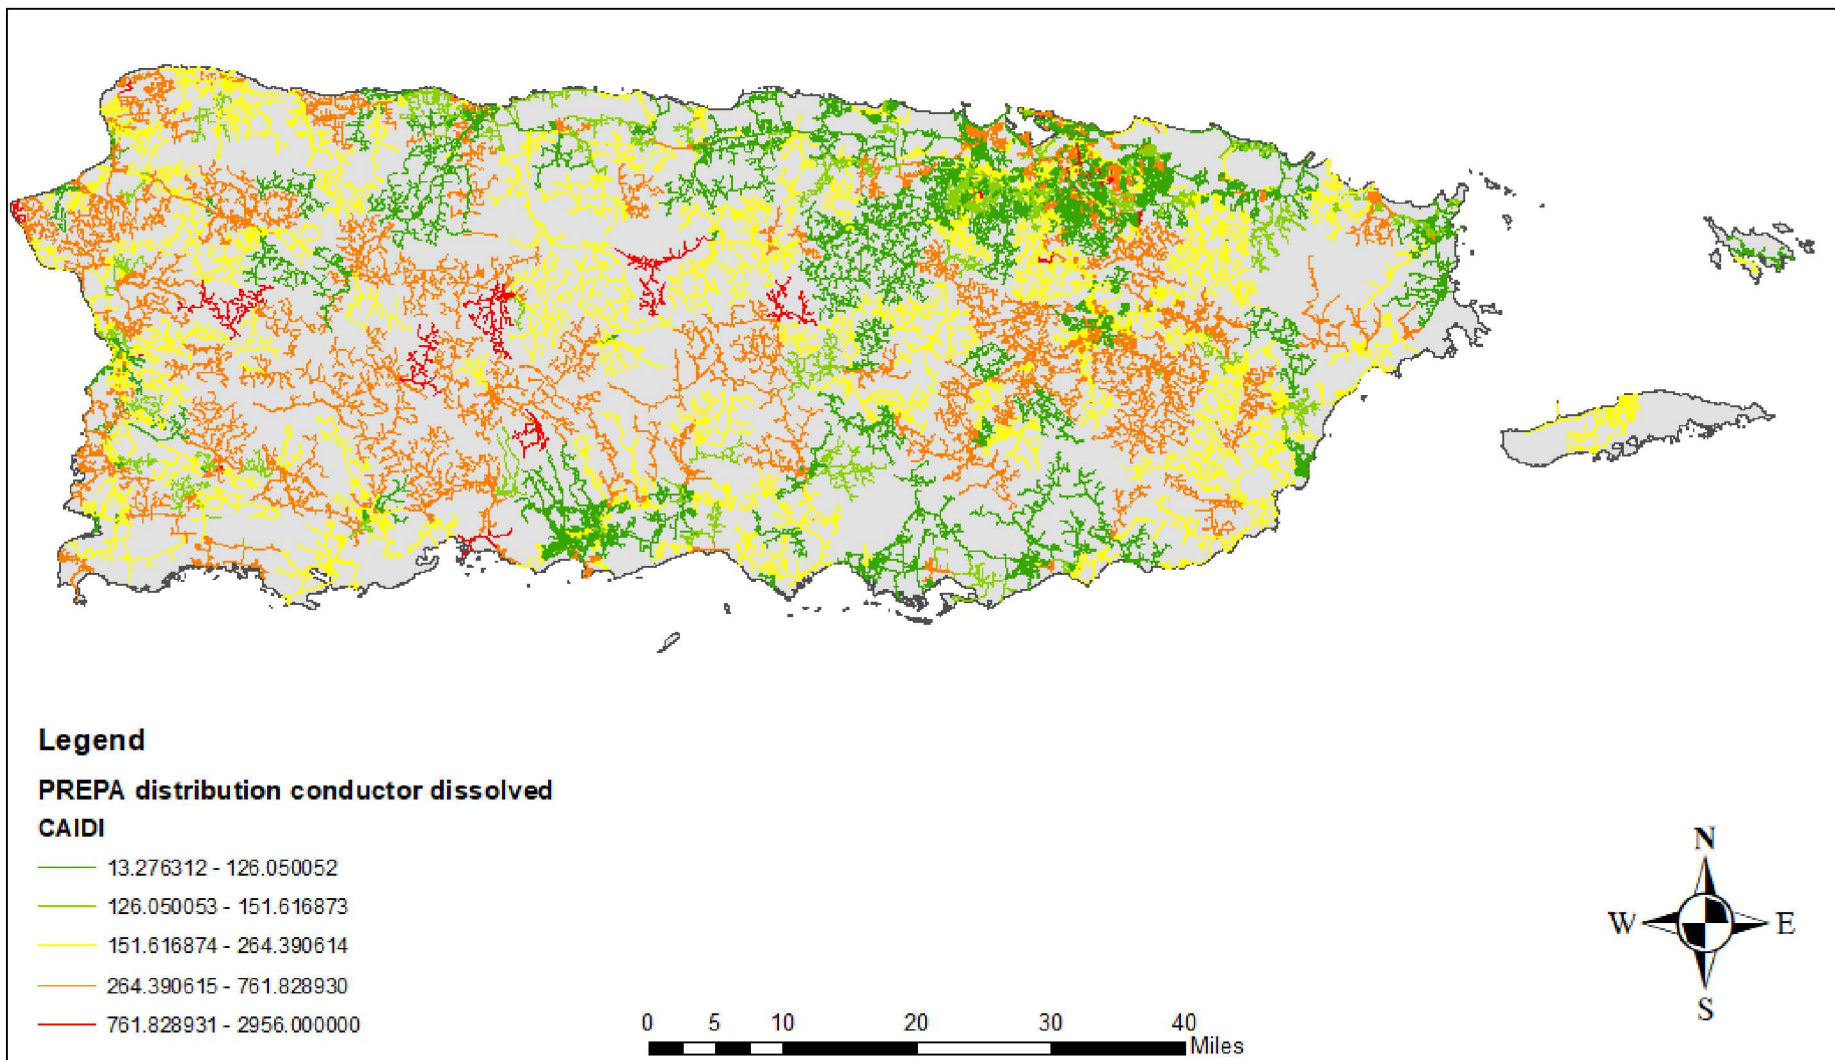 Legend
PREPA distribution conductor dissolved
CAIDI
13.276312 - 126.050052
126.050053 - 151.616873
151.616874 - 264.390614
264.390615 - 761.828930
761.828931 - 2956.000000
0 5 10 20 30 40
Miles
N
W E
S